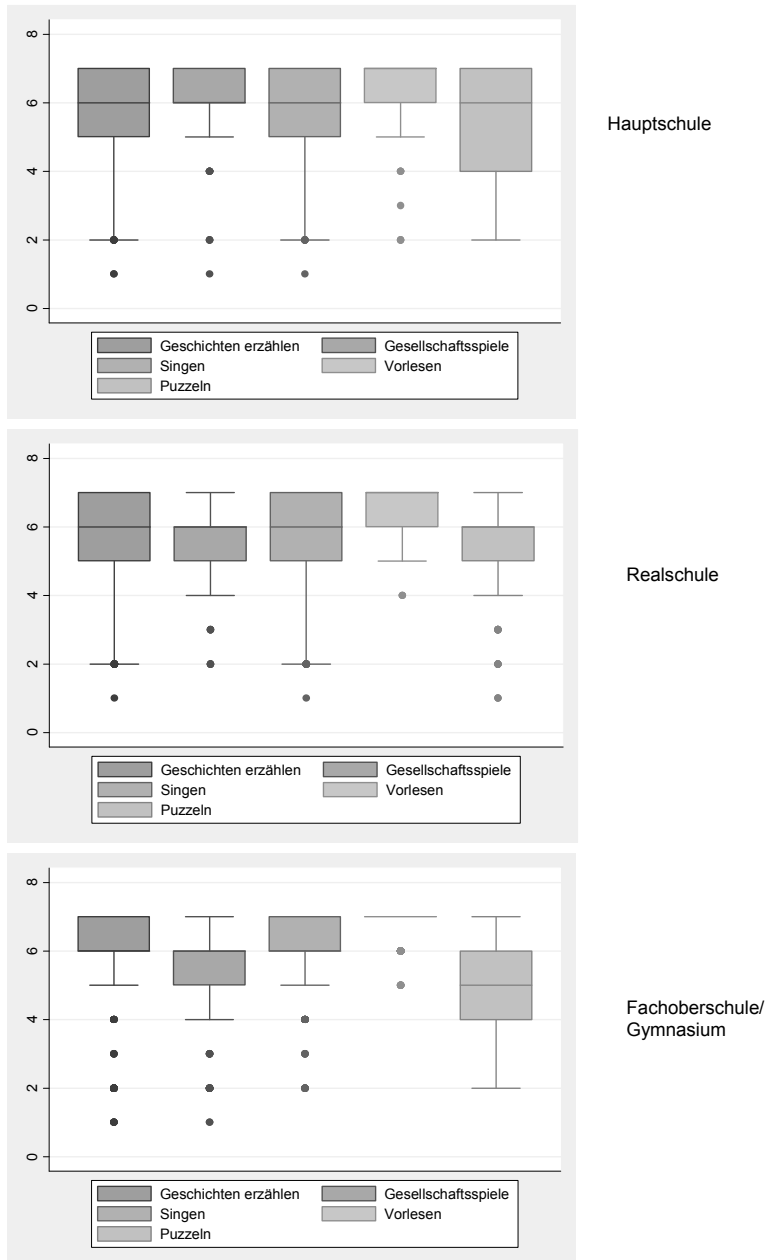 8
6
4
2
0
Geschichten erzählen Gesellschaftsspiele
Singen Vorlesen
Puzzeln
Hauptschule
8
6
4
2
0
Geschichten erzählen Gesellschaftsspiele
Singen Vorlesen
Puzzeln
Realschule
8
6
4
2
0
Geschichten erzählen Gesellschaftsspiele
Singen Vorlesen
Puzzeln
Fachoberschule/
Gymnasium